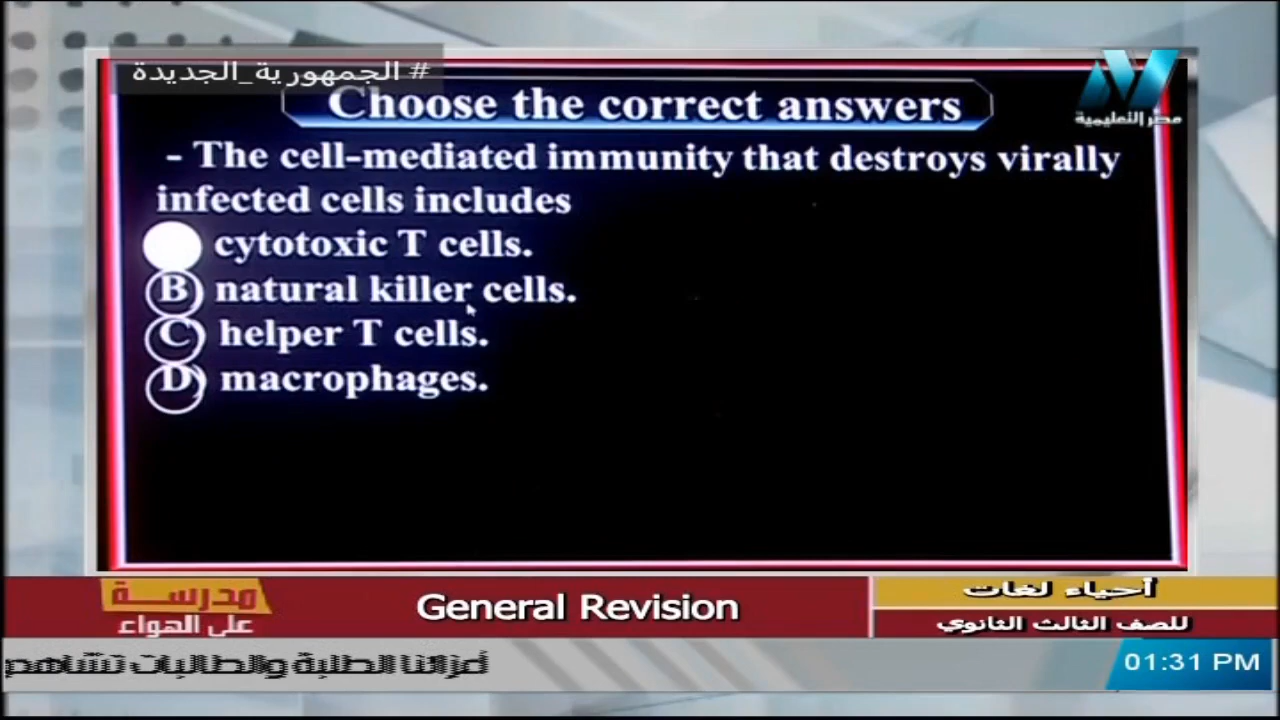 #الجمهورية_الجديدة
Choose the correct answers
مصر التعليمية
- The cell-mediated immunity that destroys virally
infected cells includes
cytotoxic T cells.
B) natural killer cells.
C) helper T cells.
D) macrophages.
مدرسة
على الهواء
General Revision
أحياء لغات
للصف الثالث الثانوي
أعزائنا الطلبة والطالبات
01:31 PM